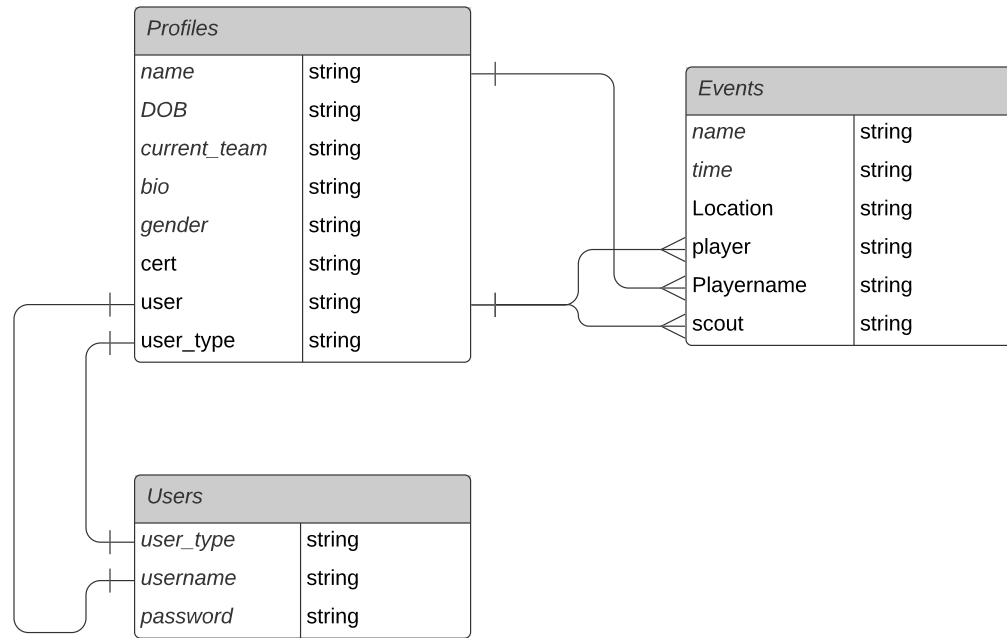 Profiles
name string
DOB string
current_team string
bio string
gender string
cert string
user string
user_type string
Events
name string
time string
Location string
player string
Playername string
scout string
Users
user_type string
username string
password string